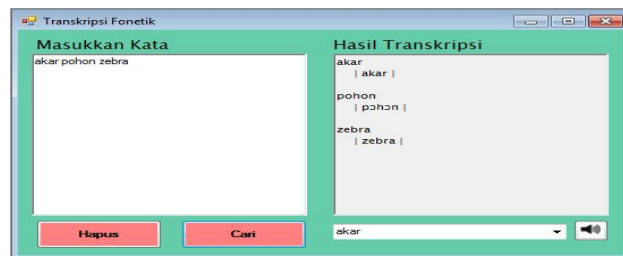 Transkripsi Fonetik
Masukkan Kata
akar pohon zebra
Hapus
Cari
Hasil Transkripsi
akar
| akar |
pohon
| pɔhɔn |
zebra
| zebra |
akar